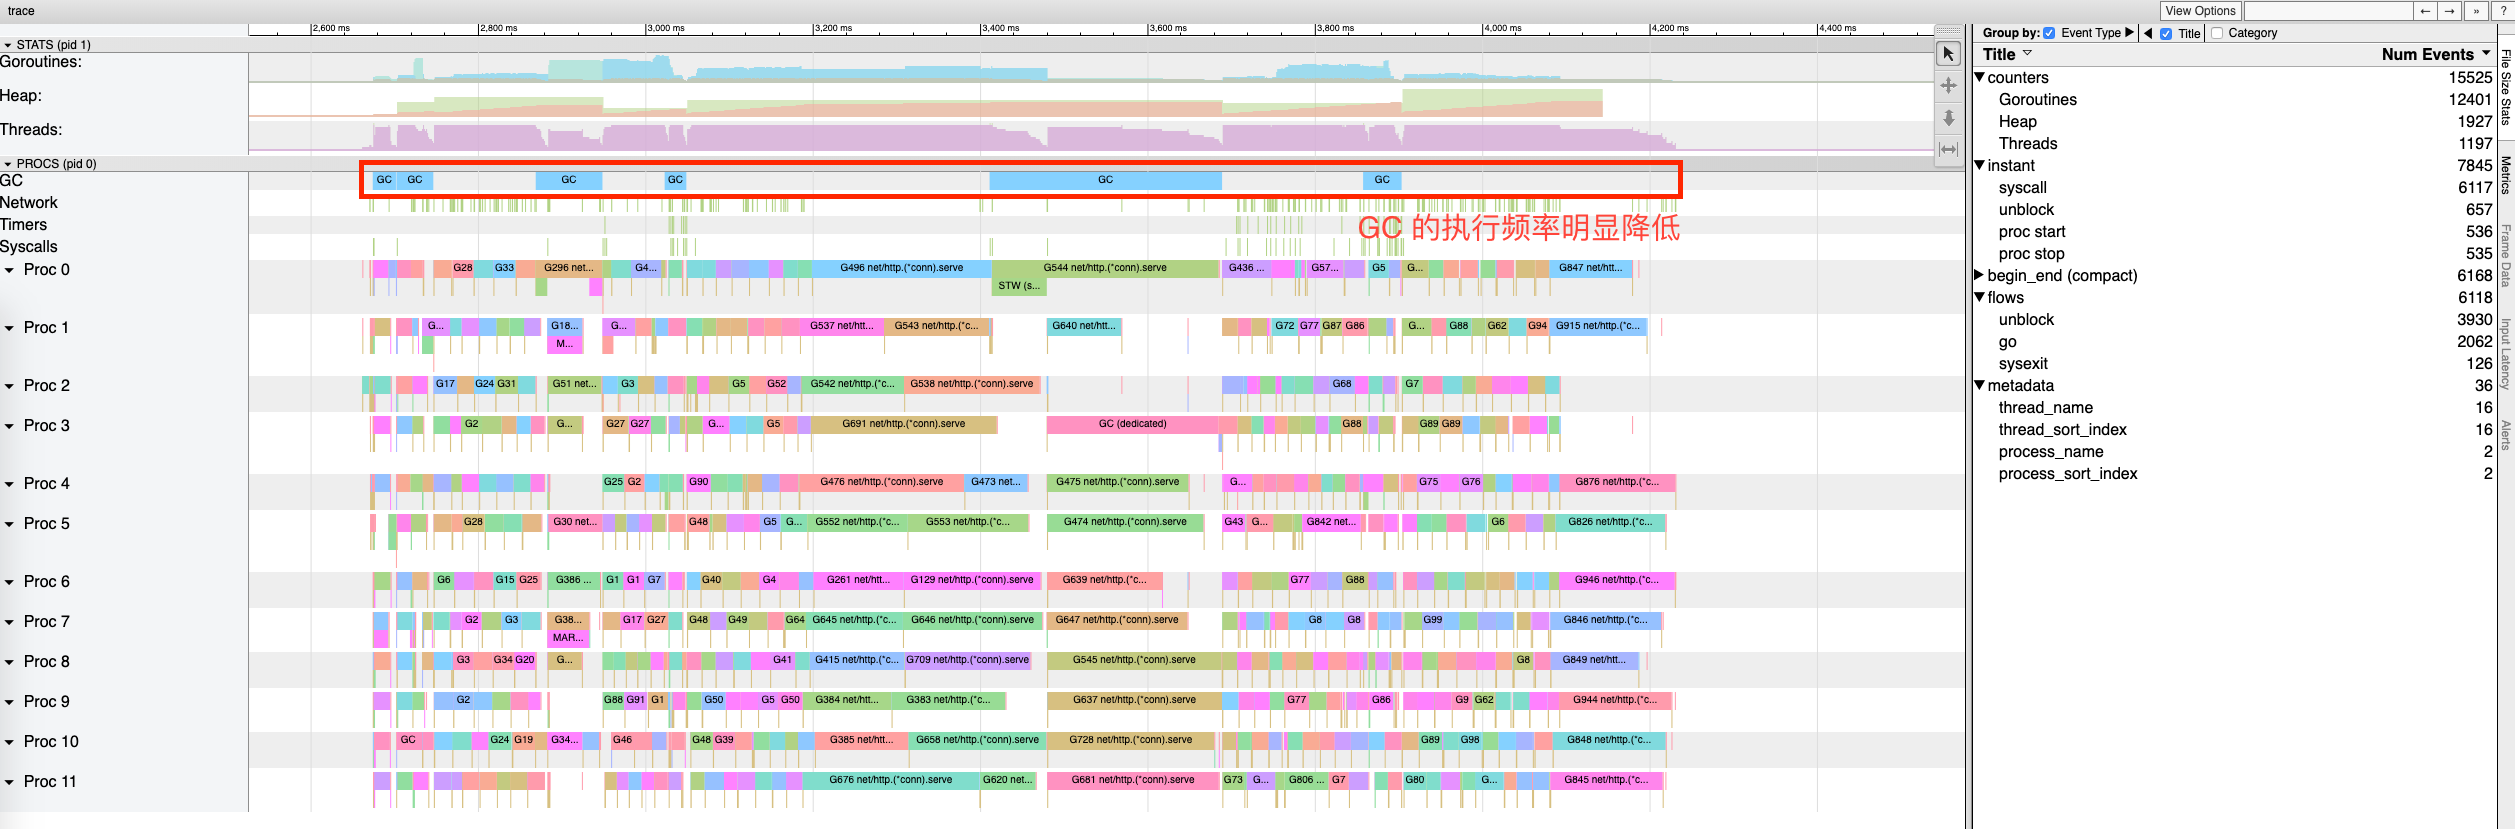 trace
View Options
←
→
»
?
2,600 ms
2,800 ms
3,000 ms
3,200 ms
3,400 ms
3,600 ms
3,800 ms
4,000 ms
4,200 ms
4,400 ms
STATS (pid 1)
Goroutines:
Heap:
Threads:
PROCS (pid 0)
GC
GC GC GC GC GC GC
Network
Timers
GC 的执行频率明显降低
Syscalls
Proc 0
G28 G33 G296 net... G4... G496 net/http.(*conn).serve G544 net/http.(*conn).serve G436 ... G57... G5 G... G847 net/htt...
STW (s...
Proc 1
G... G18... G... G537 net/htt... G543 net/http.(*c... G640 net/htt... G72 G77 G87 G86 G... G88 G62 G94 G915 net/http.(*c...
M...
Proc 2
G17 G24 G31 G51 net... G3 G5 G52 G542 net/http.(*c... G538 net/http.(*conn).serve G68 G7
Proc 3
G2 G... G27 G27 G... G5 G691 net/http.(*conn).serve GC (dedicated) G88 G89 G89
Proc 4
G25 G2 G90 G476 net/http.(*conn).serve G473 net... G475 net/http.(*conn).serve G... G75 G76 G876 net/http.(*c...
Proc 5
G28 G30 net... G48 G5 G... G552 net/http.(*c... G553 net/http.(*c... G474 net/http.(*conn).serve G43 G... G842 net... G6 G826 net/http.(*c...
Proc 6
G6 G15 G25 G386 ... G1 G1 G7 G40 G4 G261 net/htt... G129 net/http.(*conn).serve G639 net/http.(*c... G77 G88 G946 net/http.(*c...
Proc 7
G2 G3 G38... G17 G27 G48 G49 G64 G645 net/http.(*c... G646 net/http.(*conn).serve G647 net/http.(*conn).serve G8 G8 G99 G846 net/http.(*c...
MAR...
Proc 8
G3 G34 G20 G... G41 G415 net/http.(*c... G709 net/http.(*conn).serve G545 net/http.(*conn).serve G8 G849 net/htt...
Proc 9
G2 G88 G91 G1 G50 G5 G50 G384 net/htt... G383 net/http.(*c... G637 net/http.(*conn).serve G77 G86 G9 G62 G944 net/http.(*c...
Proc 10
GC G24 G19 G34... G46 G48 G39 G385 net/htt... G658 net/http.(*conn).serve G728 net/http.(*conn).serve G89 G98 G848 net/http.(*c...
Proc 11
G676 net/http.(*conn).serve G620 net... G681 net/http.(*conn).serve G73 G... G806 ... G7 G80 G... G845 net/http.(*c...
Group by: Event Type Title Category
Title Num Events
counters 15525
Goroutines 12401
Heap 1927
Threads 1197
instant 7845
syscall 6117
unblock 657
proc start 536
proc stop 535
begin_end (compact) 6168
flows 6118
unblock 3930
go 2062
sysexit 126
metadata 36
thread_name 16
thread_sort_index 16
process_name 2
process_sort_index 2
File Size Stats
Metrics
Frame Data
Input Latency
Alerts